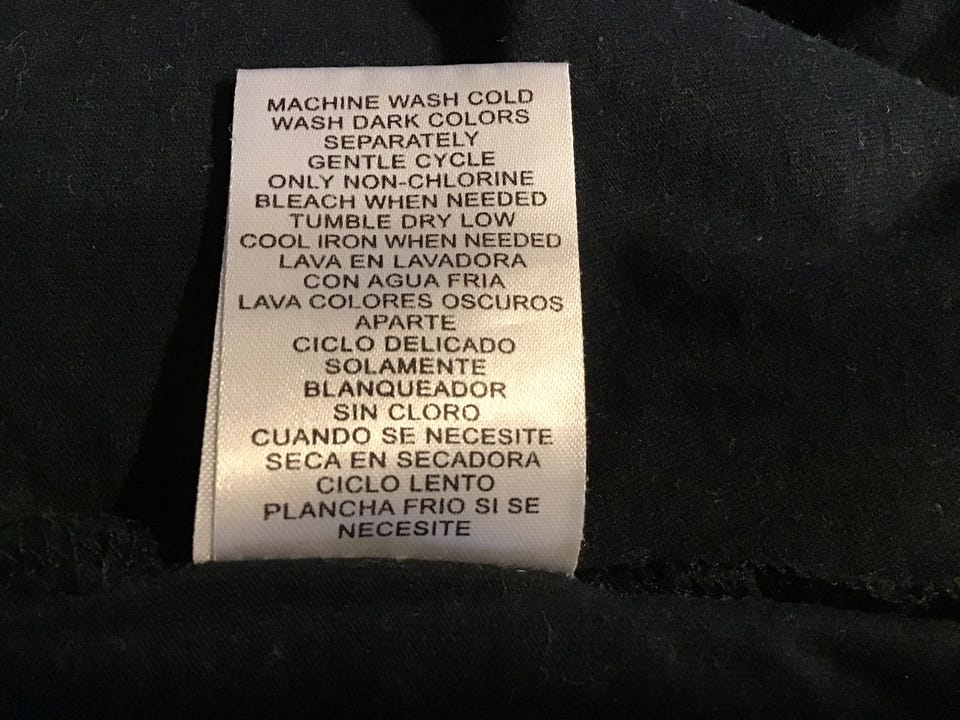 MACHINE WASH COLD
WASH DARK COLORS
SEPARATELY
GENTLE CYCLE
ONLY NON-CHLORINE
BLEACH WHEN NEEDED
TUMBLE DRY LOW
COOL IRON WHEN NEEDED
LAVA EN LAVADORA
CON AGUA FRIA
LAVA COLORES OSCUROS
APARTE
CICLO DELICADO
SOLAMENTE
BLANQUEADOR
SIN CLORO
CUANDO SE NECESITE
SECA EN SECADORA
CICLO LENTO
PLANCHA FRIO SI SE
NECESITE